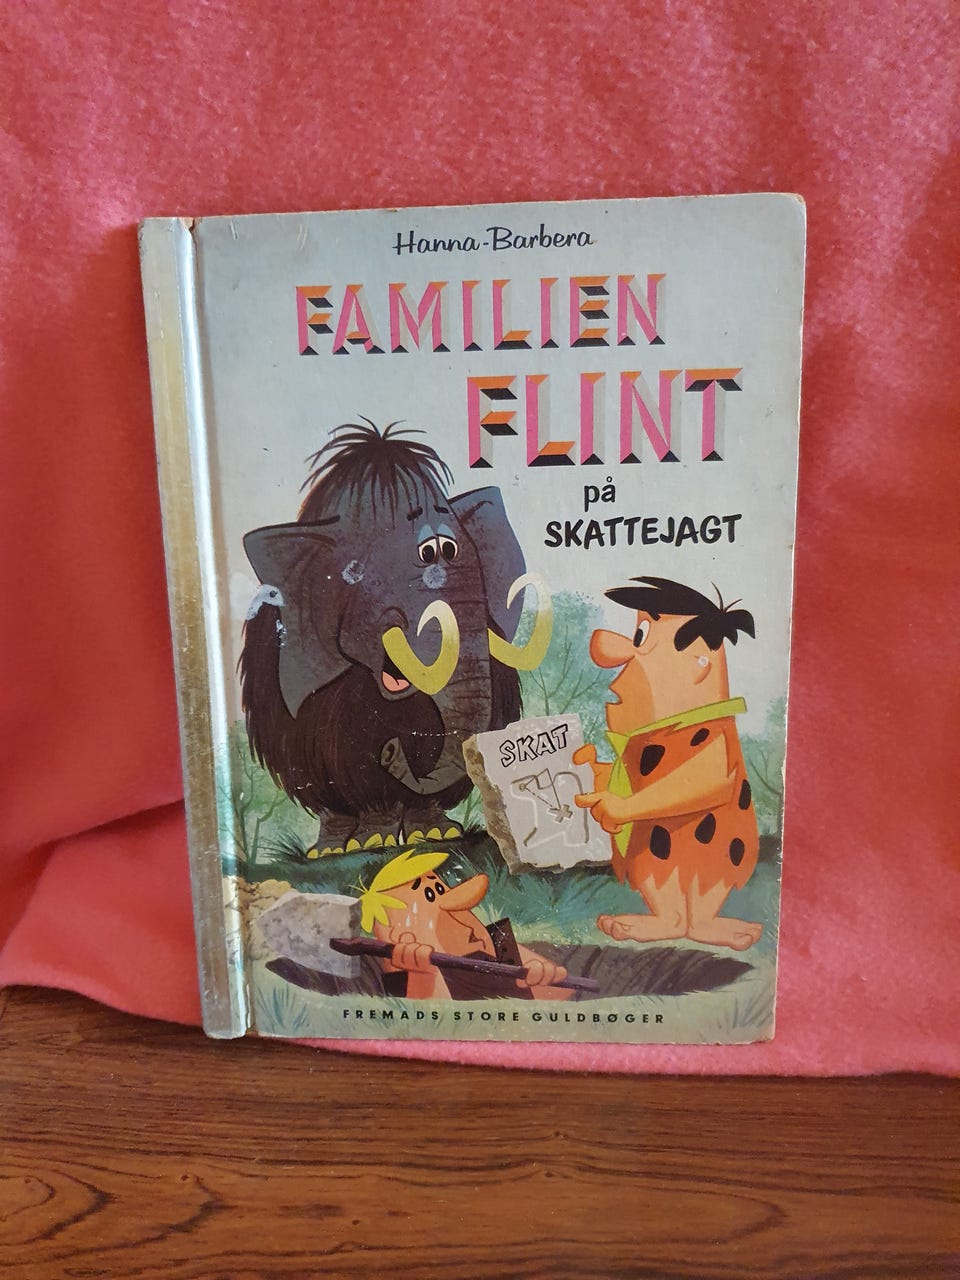 Hanna-Barbera
FAMILIEN
FLINT
på
SKATTEJAGT
SKAT
FREMADS STORE GULDBØGER